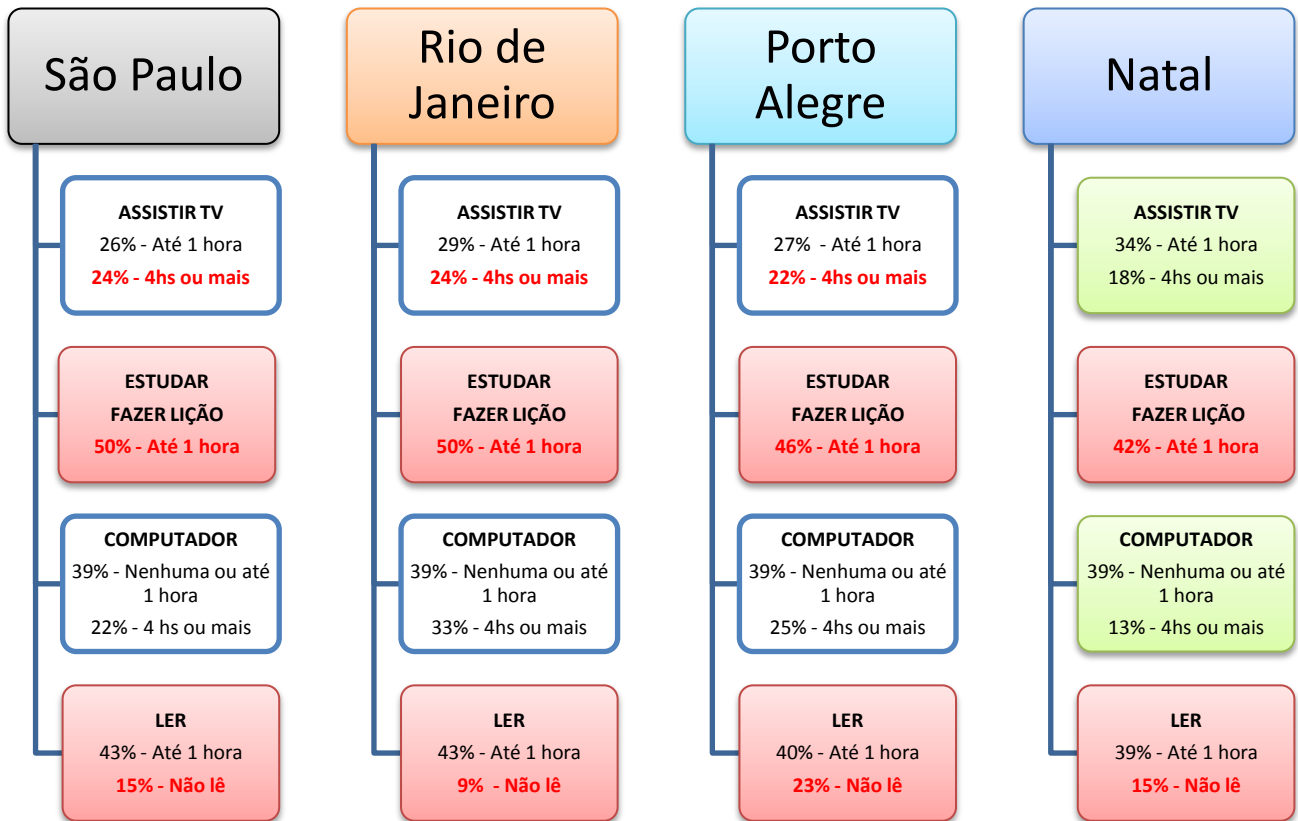 São Paulo
ASSISTIR TV
26% - Até 1 hora
24% - 4hs ou mais
ESTUDAR
FAZER LIÇÃO
50% - Até 1 hora
COMPUTADOR
39% - Nenhuma ou até
1 hora
22% - 4 hs ou mais
LER
43% - Até 1 hora
15% - Não lê
Rio de
Janeiro
ASSISTIR TV
29% - Até 1 hora
24% - 4hs ou mais
ESTUDAR
FAZER LIÇÃO
50% - Até 1 hora
COMPUTADOR
39% - Nenhuma ou até
1 hora
33% - 4hs ou mais
LER
43% - Até 1 hora
9% - Não lê
Porto
Alegre
ASSISTIR TV
27% - Até 1 hora
22% - 4hs ou mais
ESTUDAR
FAZER LIÇÃO
46% - Até 1 hora
COMPUTADOR
39% - Nenhuma ou até
1 hora
25% - 4hs ou mais
LER
40% - Até 1 hora
23% - Não lê
Natal
ASSISTIR TV
34% - Até 1 hora
18% - 4hs ou mais
ESTUDAR
FAZER LIÇÃO
42% - Até 1 hora
COMPUTADOR
39% - Nenhuma ou até
1 hora
13% - 4hs ou mais
LER
39% - Até 1 hora
15% - Não lê